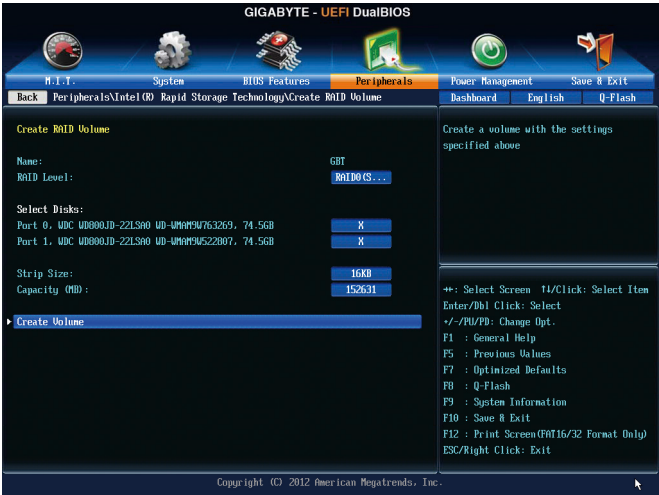 GIGABYTE - UEFI DualBIOS
M.I.T. System BIOS Features Peripherals Power Management Save & Exit
Back Peripherals\Intel(R) Rapid Storage Technology\Create RAID Volume Dashboard English Q-Flash
Create RAID Volume
Name: GBT
RAID Level: RAID0(S...
Select Disks:
Port 0, WDC WD800JD-22LSA0 WD-WMAM9W763269, 74.5GB X
Port 1, WDC WD800JD-22LSA0 WD-WMAM9W522807, 74.5GB X
Strip Size: 16KB
Capacity (MB): 152631
Create Volume
Create a volume with the settings
specified above
→←: Select Screen ↑↓/Click: Select Item
Enter/Dbl Click: Select
+/-/PU/PD: Change Opt.
F1 : General Help
F5 : Previous Values
F7 : Optimized Defaults
F8 : Q-Flash
F9 : System Information
F10 : Save & Exit
F12 : Print Screen(FAT16/32 Format Only)
ESC/Right Click: Exit
Copyright (C) 2012 American Megatrends, Inc.